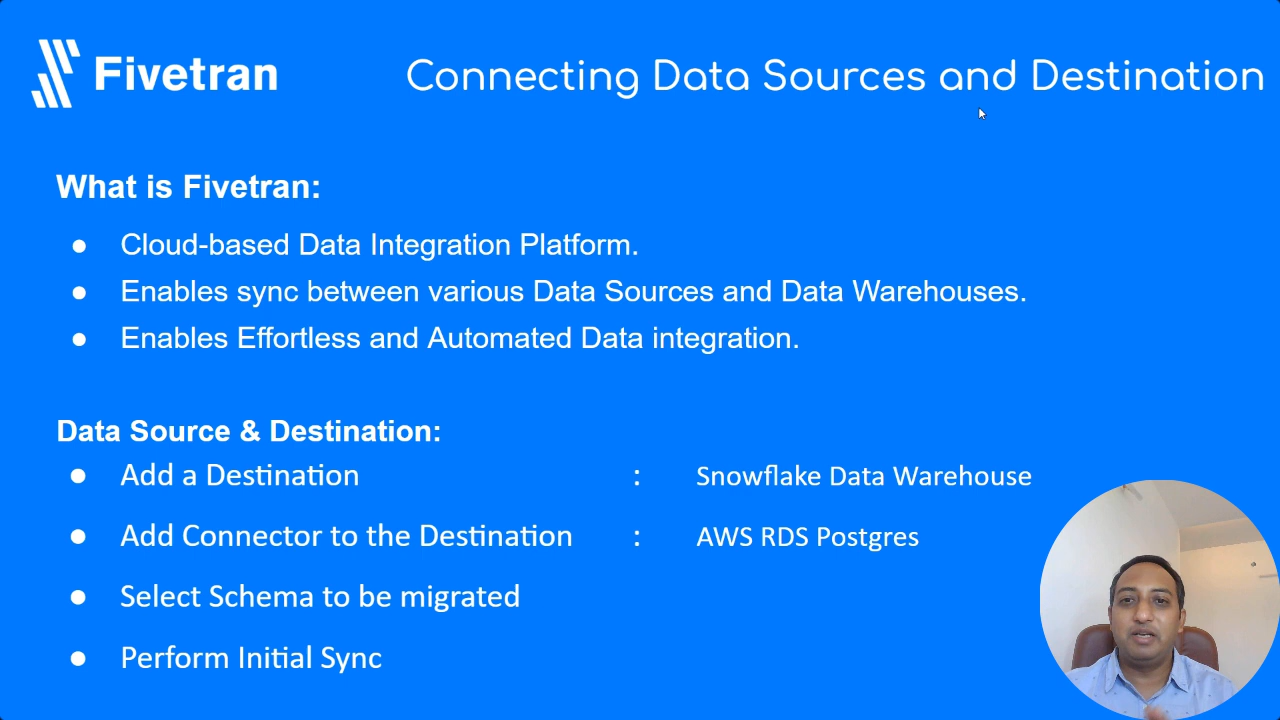 Fivetran
Connecting Data Sources and Destination
What is Fivetran:
● Cloud-based Data Integration Platform.
● Enables sync between various Data Sources and Data Warehouses.
● Enables Effortless and Automated Data integration.
Data Source & Destination:
● Add a Destination : Snowflake Data Warehouse
● Add Connector to the Destination : AWS RDS Postgres
● Select Schema to be migrated
● Perform Initial Sync